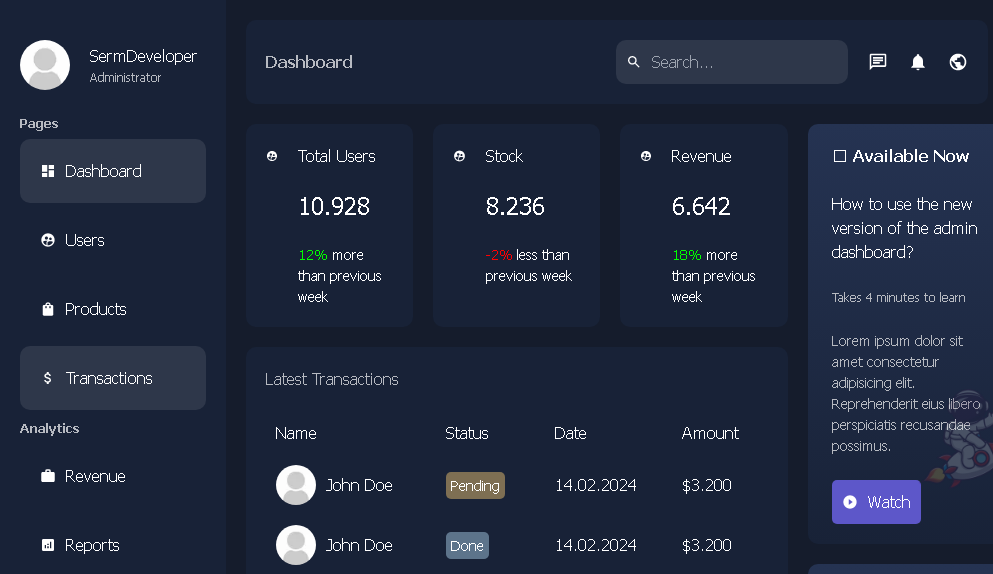 SermDeveloper
Administrator
Pages
Dashboard
Users
Products
Transactions
Analytics
Revenue
Reports
Dashboard
Search...
Total Users
10.928
12% more
than previous
week
Stock
8.236
-2% less than
previous week
Revenue
6.642
18% more
than previous
week
Latest Transactions
Name Status Date Amount
John Doe Pending 14.02.2024 $3.200
John Doe Done 14.02.2024 $3.200
Available Now
How to use the new
version of the admin
dashboard?
Takes 4 minutes to learn
Lorem ipsum dolor sit
amet consectetur
adipisicing elit.
Reprehenderit eius libero
perspiciatis recusandae
possimus.
Watch